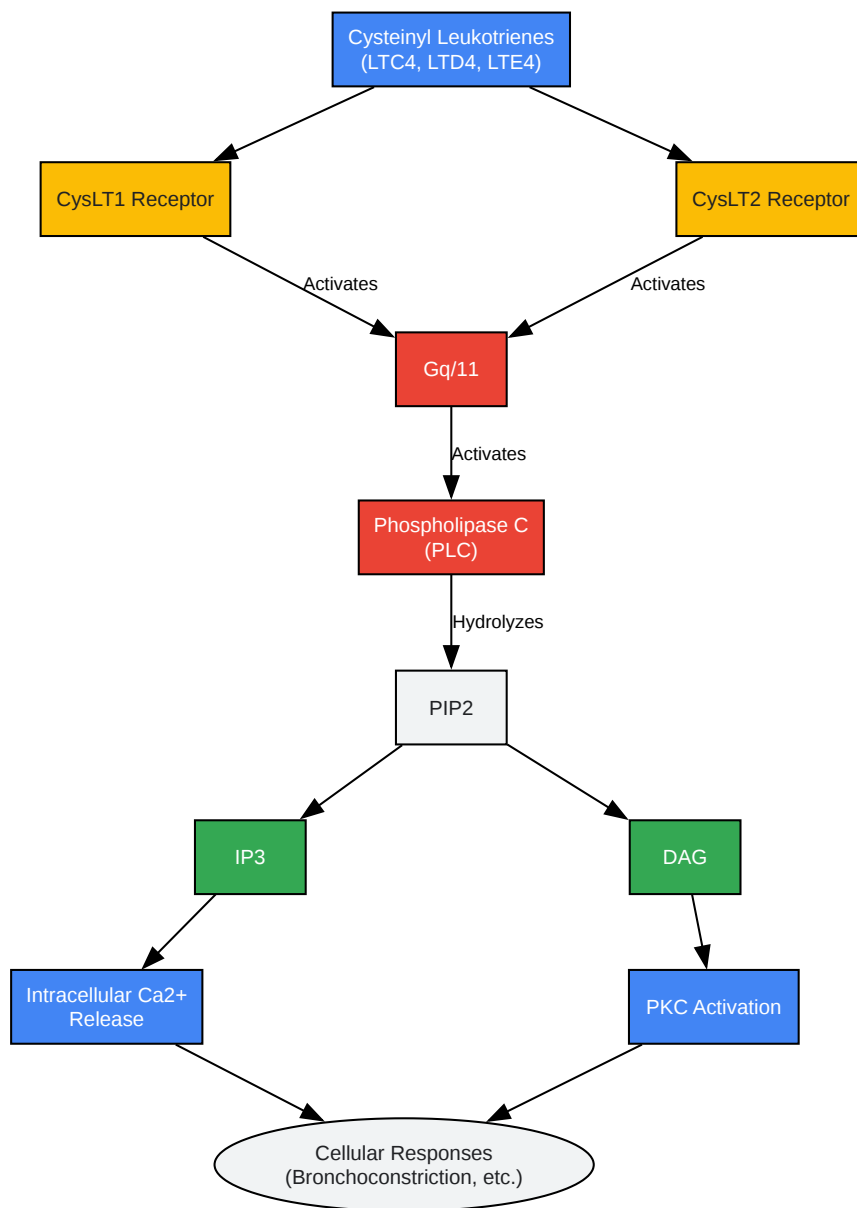 Cysteinyl Leukotrienes
(LTC4, LTD4, LTE4)
CysLT1 Receptor
CysLT2 Receptor
Activates
Activates
Gq/11
Activates
Phospholipase C
(PLC)
Hydrolyzes
PIP2
IP3
DAG
Intracellular Ca2+
Release
PKC Activation
Cellular Responses
(Bronchoconstriction, etc.)